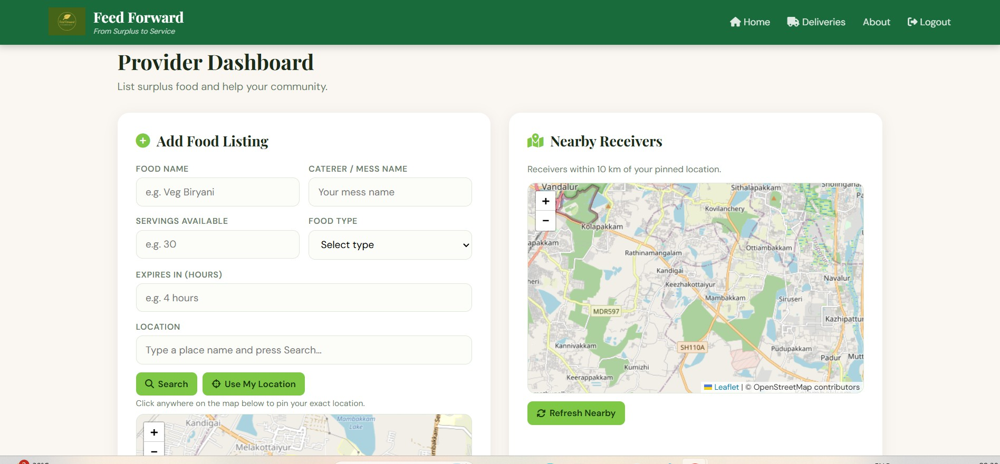 Feed Forward
From Surplus to Service
Home
Deliveries
About
Logout
Provider Dashboard
List surplus food and help your community.
Add Food Listing
FOOD NAME
CATERER / MESS NAME
e.g. Veg Biryani
Your mess name
SERVINGS AVAILABLE
FOOD TYPE
e.g. 30
Select type
EXPIRES IN (HOURS)
e.g. 4 hours
LOCATION
Type a place name and press Search...
Search
Use My Location
Click anywhere on the map below to pin your exact location.
+
−
Kandigai
Mambakkam
Lake
Melakottaiyur
Nearby Receivers
Receivers within 10 km of your pinned location.
+
−
Vandalur
Sithalapakkam
Kovilanchery
Kolapakkam
apakkam
Ottiambakkam
Rathinamangalam
Kandigai
Navalur
heri
Keezhakottaiyur
Mambakkam
Siruseri
MDR597
Kazhipattur
Kannivakkam
SH110A
Pudupakkam
Padur
Mutt
Kumizhi
Keerappakkam
Leaflet | © OpenStreetMap contributors
Refresh Nearby